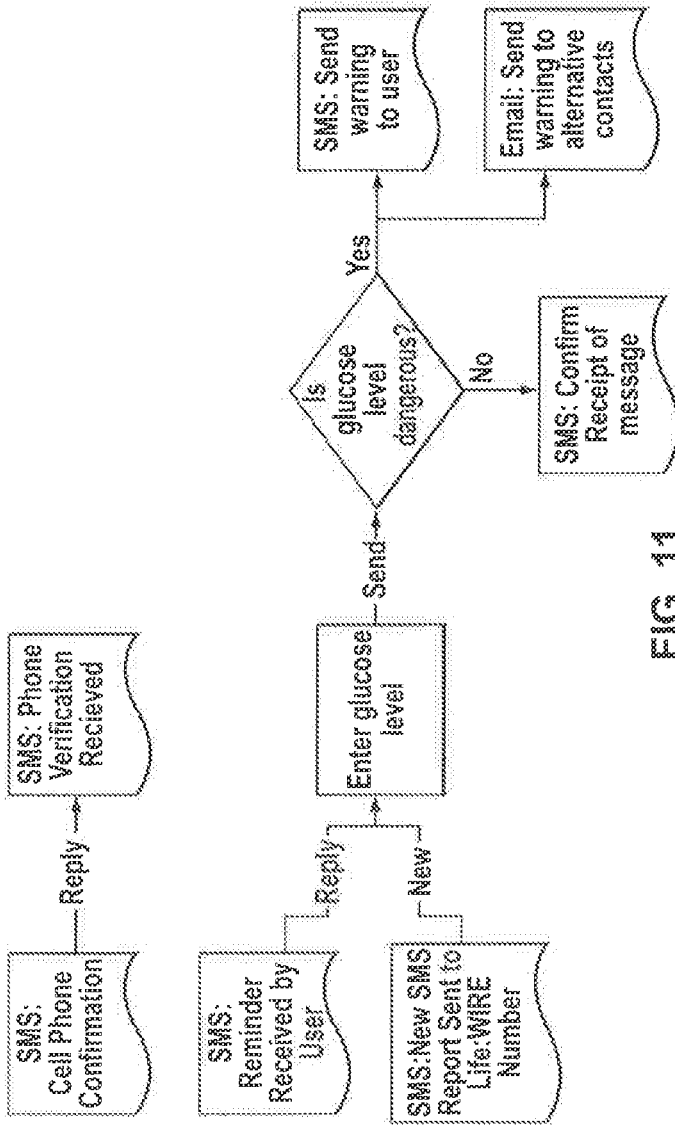 SMS:
Cell Phone
Confirmation
Reply
SMS: Phone
Verification
Recieved
SMS:
Reminder
Received by
User
Reply
SMS:New SMS
Report Sent to
Life:WIRE
Number
New
Enter glucose
level
Send
Is
glucose
level
dangerous?
Yes
SMS: Send
warning
to user
Email: Send
warning to
alternative
contacts
No
SMS: Confirm
Receipt of
message
FIG. 11